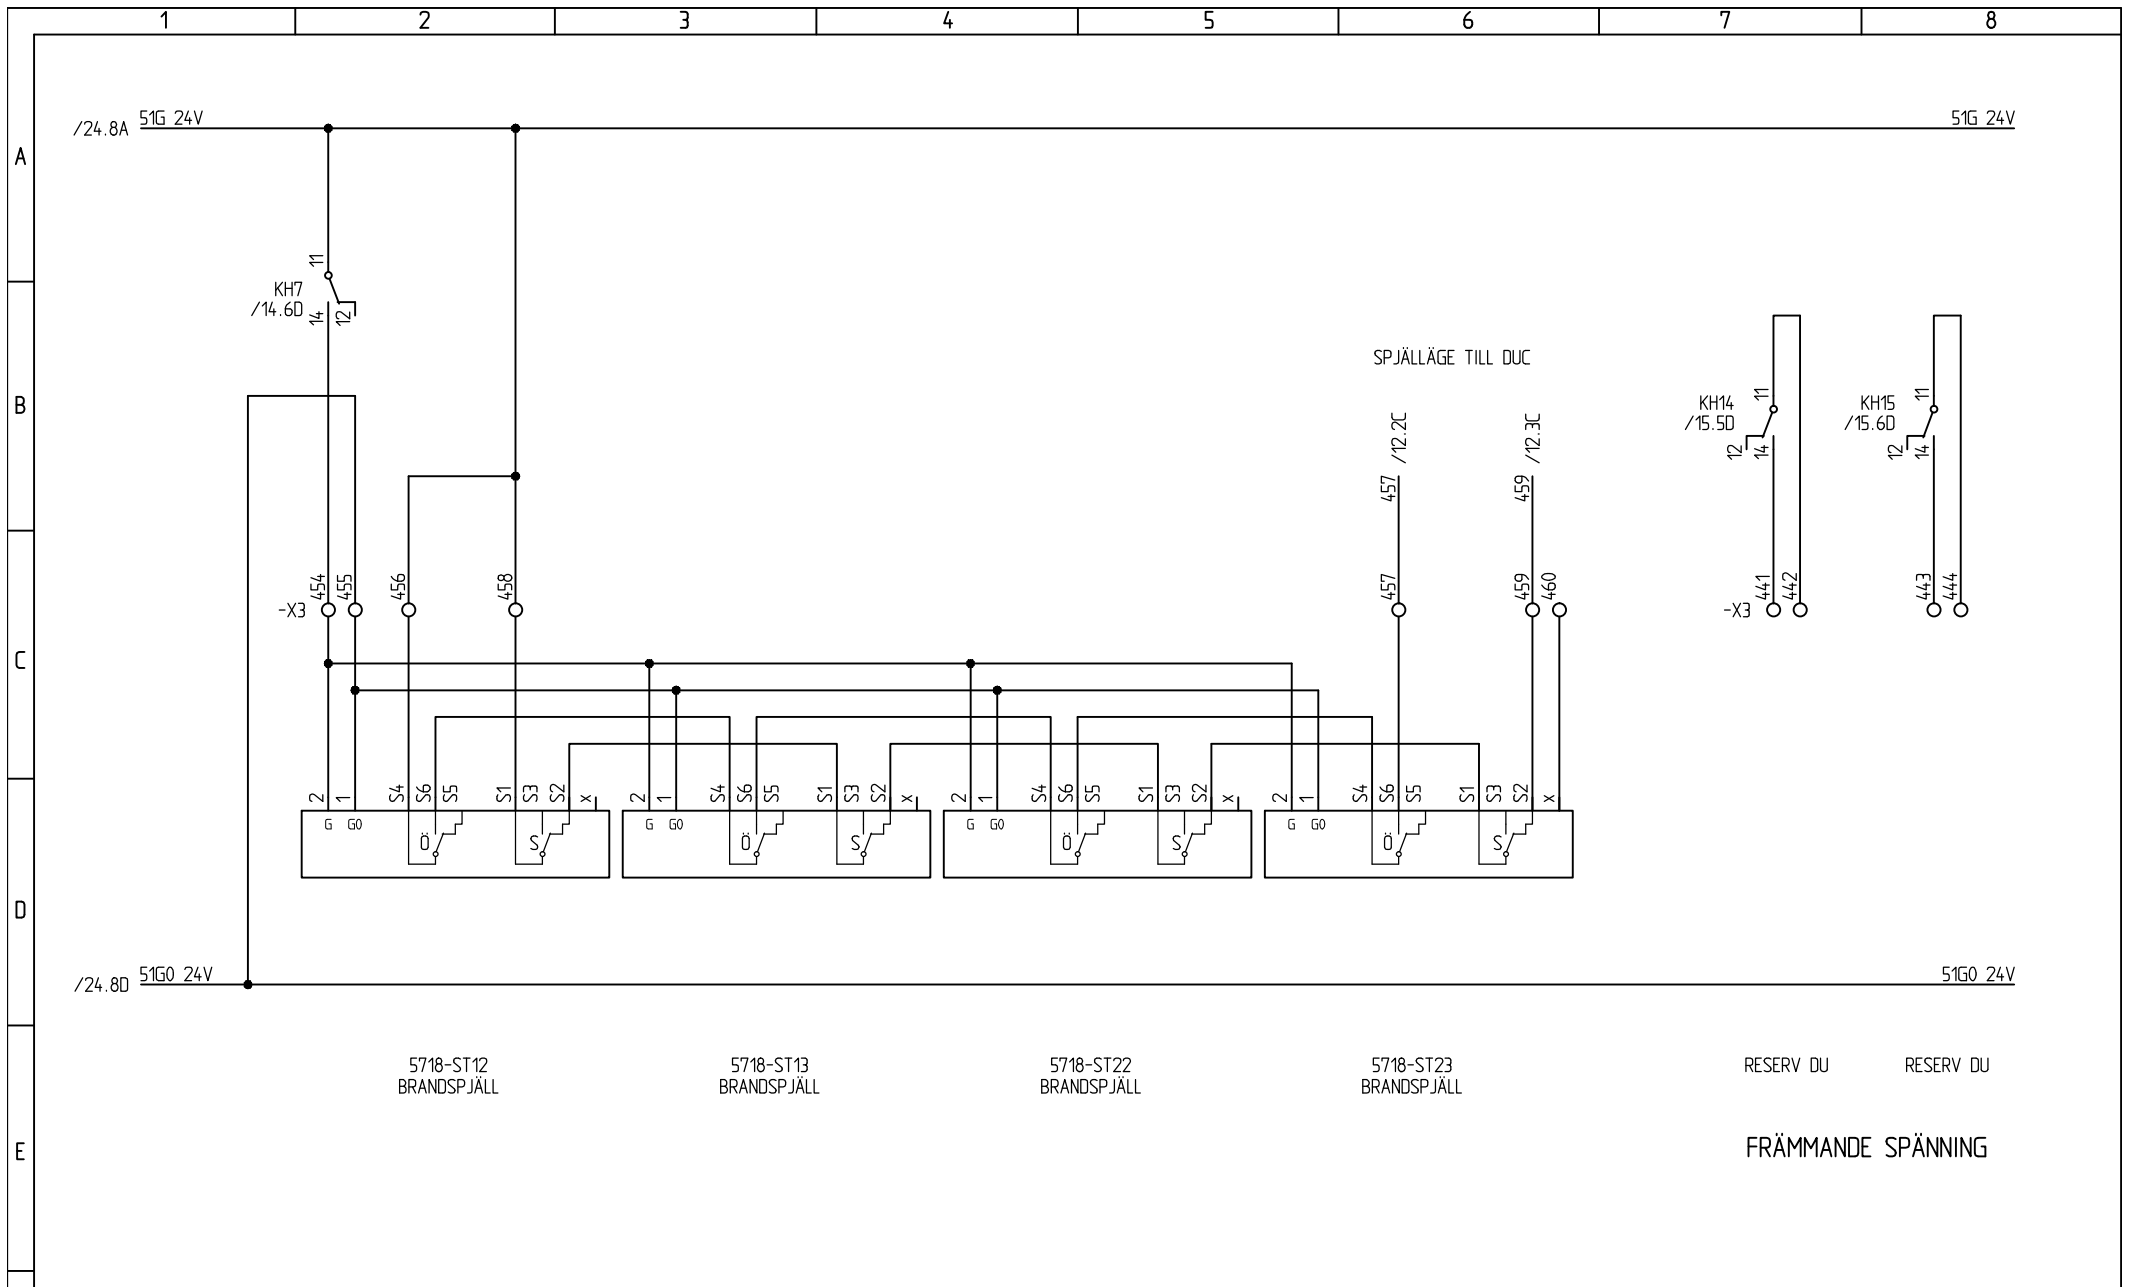 1 2 3 4 5 6 7 8
A
B
C
D
E
51G 24V
/24.8A
51G 24V
11
KH7
/14.6D
14
12
SPJÄLLÄGE TILL DUC
/12.2C
/12.3C
457
459
11
KH14
/15.5D
12
14
11
KH15
/15.6D
12
14
-X3
454
455
456
458
457
459
460
-X3
441
442
443
444
2 1 S4 S6 S5 S1 S3 S2 X
G G0
Ö
S
2 1 S4 S6 S5 S1 S3 S2 X
G G0
Ö
S
2 1 S4 S6 S5 S1 S3 S2 X
G G0
Ö
S
2 1 S4 S6 S5 S1 S3 S2 X
G G0
Ö
S
51G0 24V
/24.8D
51G0 24V
5718-ST12
BRANDSPJÄLL
5718-ST13
BRANDSPJÄLL
5718-ST22
BRANDSPJÄLL
5718-ST23
BRANDSPJÄLL
RESERV DU
RESERV DU
FRÄMMANDE SPÄNNING